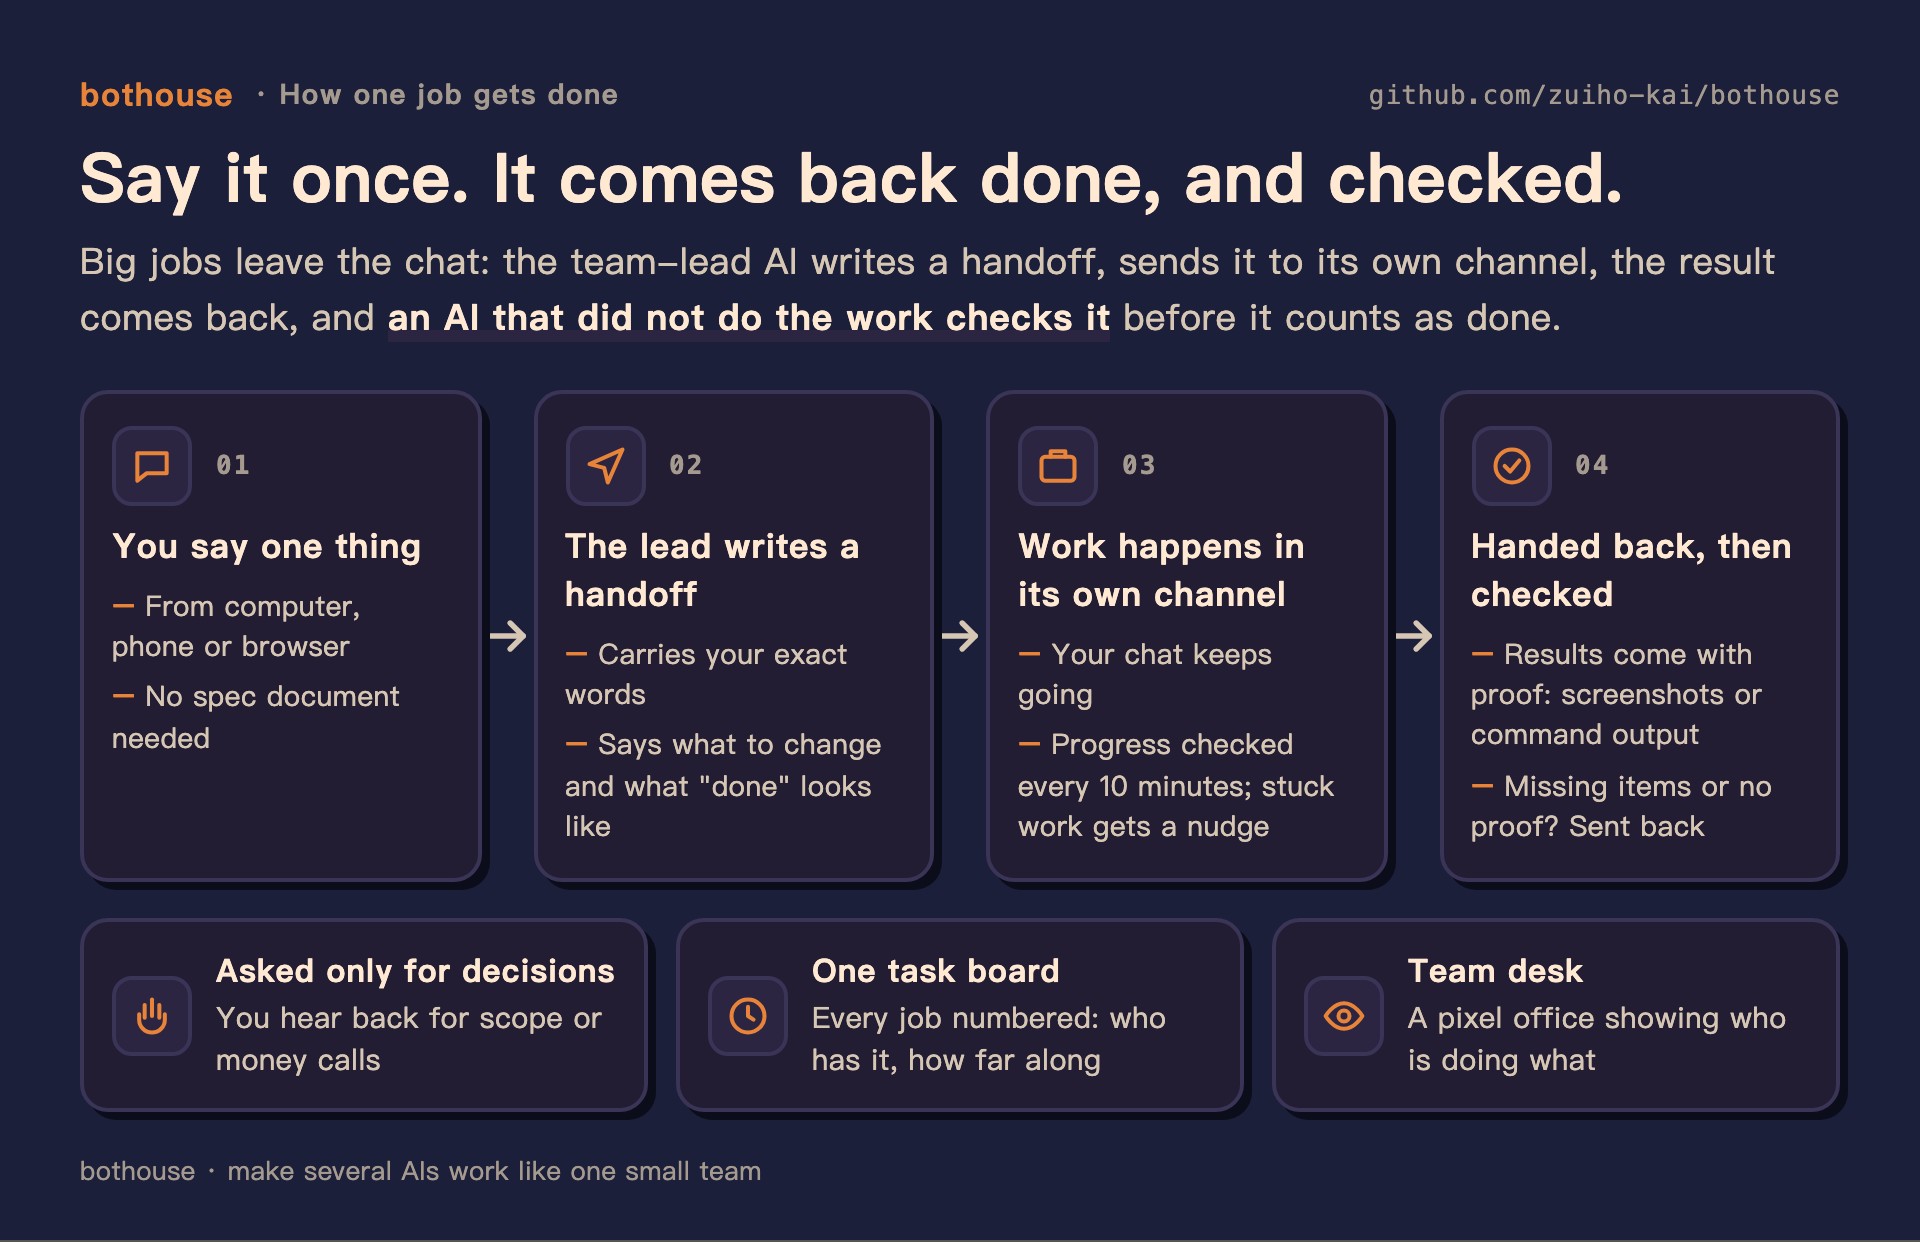 bothouse · How one job gets done
github.com/zuiho-kai/bothouse
Say it once. It comes back done, and checked.
Big jobs leave the chat: the team–lead AI writes a handoff, sends it to its own channel, the result
comes back, and an AI that did not do the work checks it before it counts as done.
01
You say one thing
— From computer,
phone or browser
— No spec document
needed
02
The lead writes a
handoff
— Carries your exact
words
— Says what to change
and what "done" looks
like
03
Work happens in
its own channel
— Your chat keeps
going
— Progress checked
every 10 minutes; stuck
work gets a nudge
04
Handed back, then
checked
— Results come with
proof: screenshots or
command output
— Missing items or no
proof? Sent back
Asked only for decisions
You hear back for scope or
money calls
One task board
Every job numbered: who
has it, how far along
Team desk
A pixel office showing who
is doing what
bothouse · make several AIs work like one small team